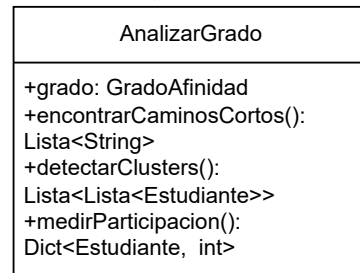 AnalizarGrado
+grado: GradoAfinidad
+encontrarCaminosCortos():
Lista<String>
+detectarClusters():
Lista<Lista<Estudiante>>
+medirParticipacion():
Dict<Estudiante, int>